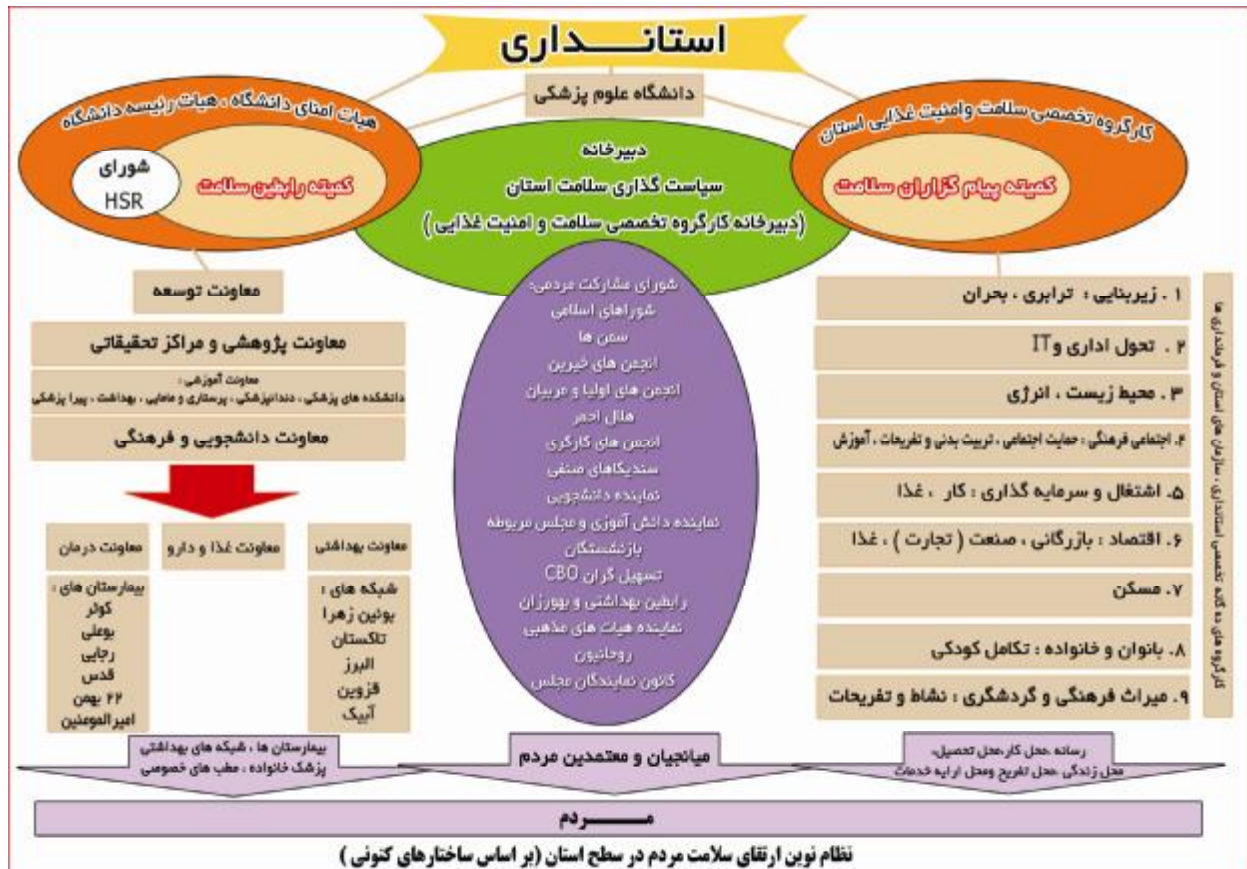 استانداری
دانشگاه علوم پزشکی
کارگروه تخصصی سلامت وامنیت غذایی استان
کمیته پیام گزاران سلامت
هیات امنای دانشگاه ، هیات رئیسه دانشگاه
کمیته رابطین سلامت
شورای
HSR
دبیرخانه
سیاست گذاری سلامت استان
(دبیرخانه کارگروه تخصصی سلامت و امنیت غذایی )
کارگروه های ده گانه تخصصی استانداری ، سازمان های استان و فرمانداری ها
۱ . زیربنایی : ترابری ، بحران
۲ . تحول اداری وIT
۳ . محیط زیست ، انرژی
۴. اجتماعی فرهنگی : حمایت اجتماعی ، تربیت بدنی و تفریحات ، آموزش
۵. اشتغال و سرمایه گذاری : کار ، غذا
۶. اقتصاد : بازرگانی ، صنعت ( تجارت ) ، غذا
۷. مسکن
۸. بانوان و خانواده : تکامل کودکی
۹. میراث فرهنگی و گردشگری : نشاط و تفریحات
شورای مشارکت مردمی:
شوراهای اسلامی
سمن ها
انجمن های خیرین
انجمن های اولیا و مربیان
هلال احمر
انجمن های کارگری
سندیکاهای صنفی
نماینده دانشجویی
نماینده دانش آموزی و مجلس مربوطه
بازنشستگان
تسهیل گران CBO
رابطین بهداشتی و بهورزان
نماینده هیات های مذهبی
روحانیون
کانون نمایندگان مجلس
معاونت توسعه
معاونت پژوهشی و مراکز تحقیقاتی
معاونت آموزشی :
دانشکده های پزشکی ، دندانپزشکی ، پرستاری و مامایی ، بهداشت ، پیرا پزشکی
معاونت دانشجویی و فرهنگی
معاونت بهداشتی
شبکه های :
بوئین زهرا
تاکستان
البرز
قزوین
آبیک
معاونت غذا و دارو
معاونت درمان
بیمارستان های :
کوثر
بوعلی
رجایی
قدس
۲۲ بهمن
امیرالمومنین
رسانه ،محل کار،محل تحصیل،
محل زندگی ،محل تفریح ومحل ارایه خدمات
میانجیان و معتمدین مردم
بیمارستان ها ، شبکه های بهداشتی
پزشک خانواده ، مطب های خصوصی
مــــــردم
نظام نوین ارتقای سلامت مردم در سطح استان (بر اساس ساختارهای کنونی )